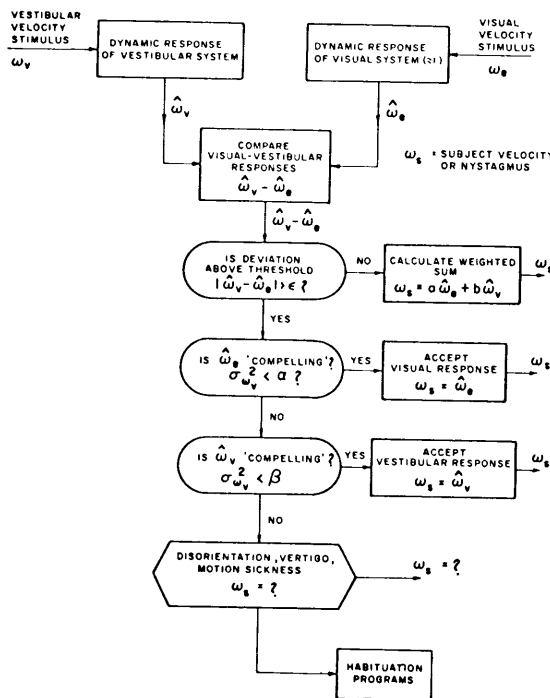 VESTIBULAR
VELOCITY
STIMULUS
ω_v
DYNAMIC RESPONSE
OF VESTIBULAR SYSTEM
DYNAMIC RESPONSE
OF VISUAL SYSTEM (≈1)
VISUAL
VELOCITY
STIMULUS
ω_e
ω̂_v
ω̂_e
COMPARE
VISUAL-VESTIBULAR
RESPONSES
ω̂_v - ω̂_e
ω_s = SUBJECT VELOCITY
OR NYSTAGMUS
ω̂_v - ω̂_e
IS DEVIATION
ABOVE THRESHOLD
|ω̂_v - ω̂_e| > ϵ ?
NO
CALCULATE WEIGHTED
SUM
ω_s = a ω̂_e + b ω̂_v
ω_s
YES
IS ω̂_e 'COMPELLING'?
σ_ω_v² < α ?
YES
ACCEPT
VISUAL RESPONSE
ω_s = ω̂_e
ω_s
NO
IS ω̂_v 'COMPELLING'?
σ_ω_v² < β
YES
ACCEPT
VESTIBULAR RESPONSE
ω_s = ω̂_v
ω_s
NO
DISORIENTATION, VERTIGO,
MOTION SICKNESS
ω_s = ?
ω_s = ?
HABITUATION
PROGRAMS